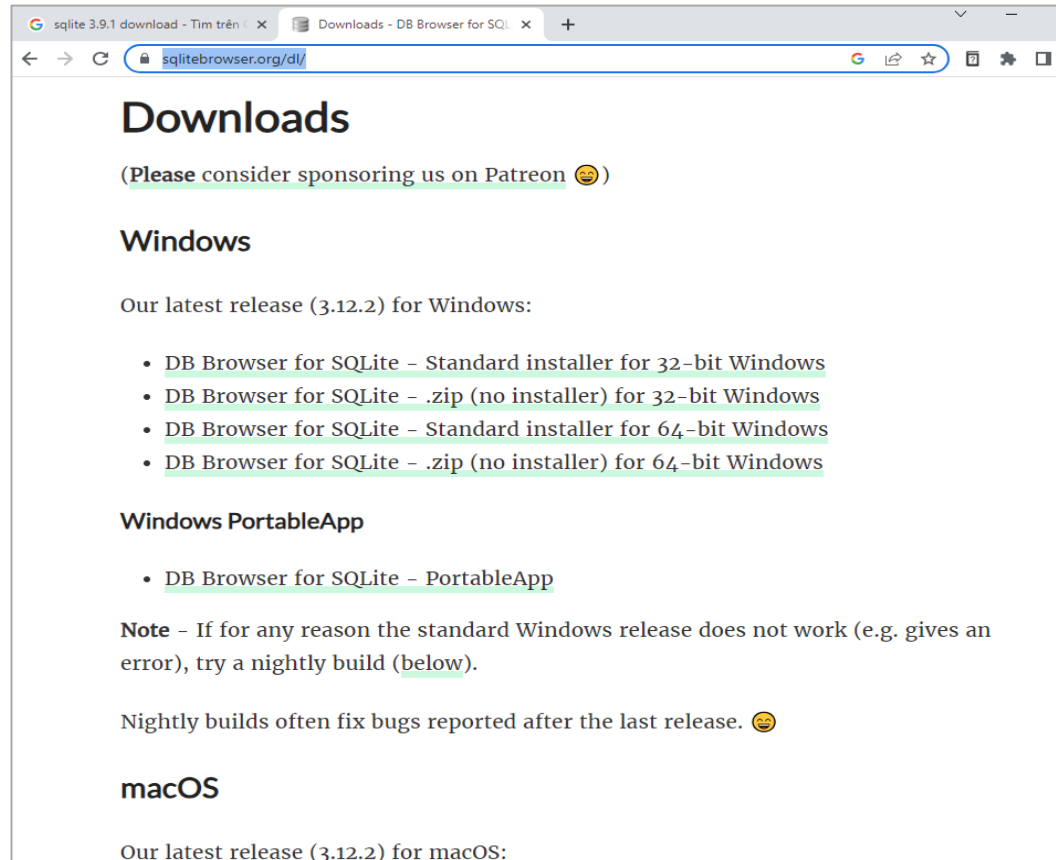 sqlite 3.9.1 download - Tìm trên
Downloads - DB Browser for SQL
sqlitebrowser.org/dl/
Downloads
(Please consider sponsoring us on Patreon 😄)
Windows
Our latest release (3.12.2) for Windows:
• DB Browser for SQLite - Standard installer for 32-bit Windows
• DB Browser for SQLite - .zip (no installer) for 32-bit Windows
• DB Browser for SQLite - Standard installer for 64-bit Windows
• DB Browser for SQLite - .zip (no installer) for 64-bit Windows
Windows PortableApp
• DB Browser for SQLite - PortableApp
Note - If for any reason the standard Windows release does not work (e.g. gives an
error), try a nightly build (below).
Nightly builds often fix bugs reported after the last release. 😄
macOS
Our latest release (3.12.2) for macOS: